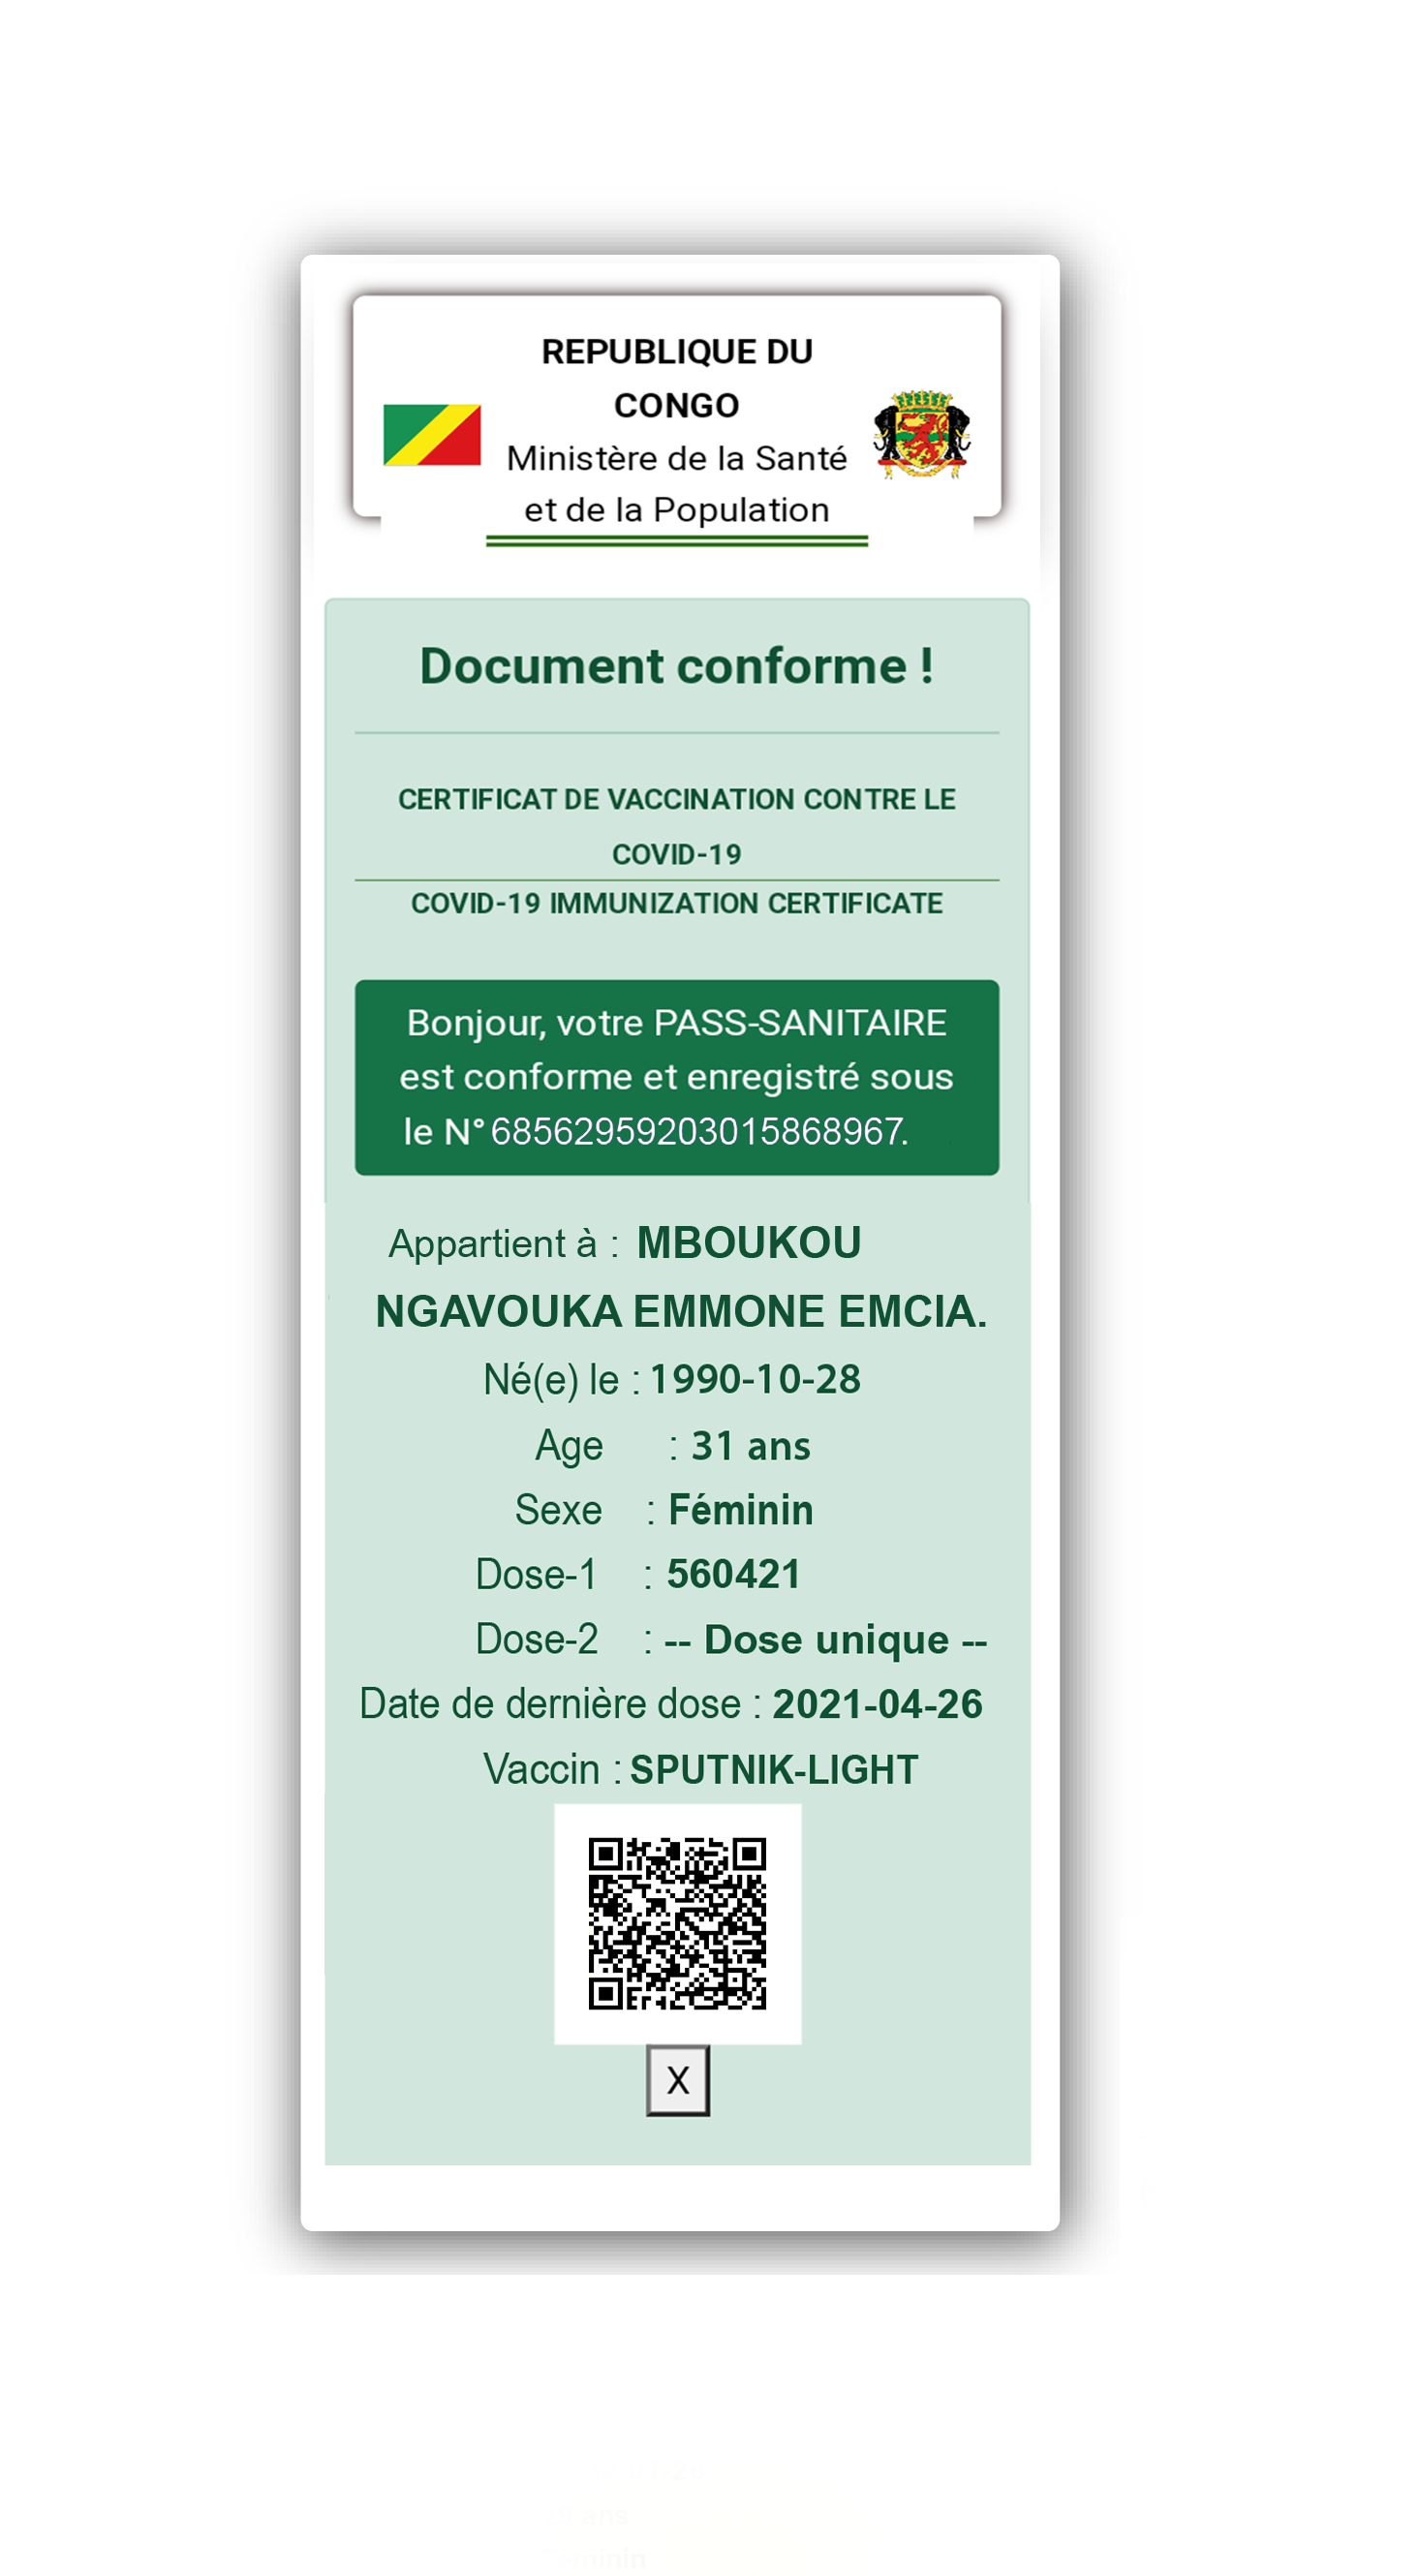 REPUBLIQUE DU
CONGO
Ministère de la Santé
et de la Population
Document conforme !
CERTIFICAT DE VACCINATION CONTRE LE
COVID-19
COVID-19 IMMUNIZATION CERTIFICATE
Bonjour, votre PASS-SANITAIRE
est conforme et enregistré sous
le N° 68562959203015868967.
Appartient à : MBOUKOU
NGAVOUKA EMMONE EMCIA.
Né(e) le : 1990-10-28
Age : 31 ans
Sexe : Féminin
Dose-1 : 560421
Dose-2 : -- Dose unique --
Date de dernière dose : 2021-04-26
Vaccin : SPUTNIK-LIGHT
X